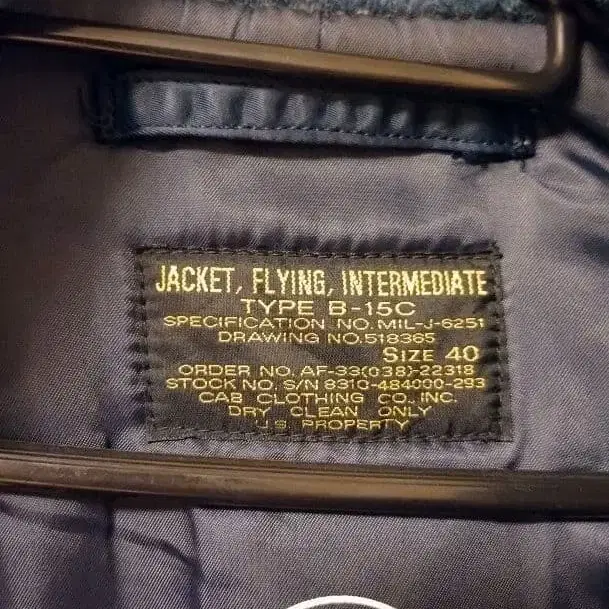 JACKET, FLYING, INTERMEDIATE
TYPE B-15C
SPECIFICATION NO. MIL-J-6251
DRAWING NO. 518365
SIZE 40
ORDER NO. AF-33(038)-22318
STOCK NO. S/N 8310-484000-293
CAB CLOTHING CO., INC.
DRY CLEAN ONLY
U.S. PROPERTY